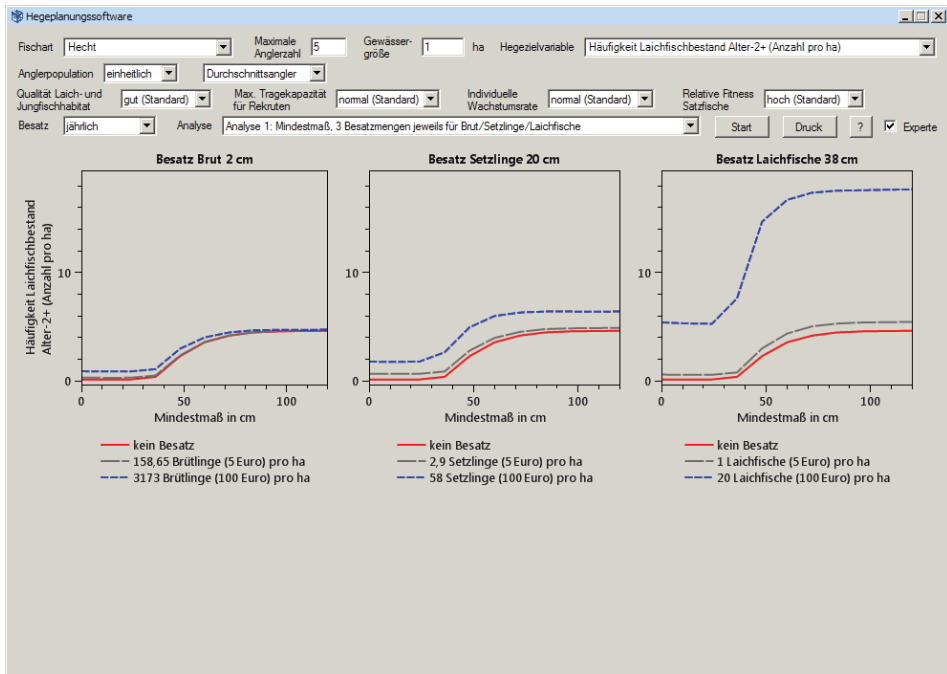 Hegeplanungssoftware
Fischart Hecht Maximale Anglerzahl 5 Gewässer-größe 1 ha Hegezielvariable Häufigkeit Laichfischbestand Alter-2+ (Anzahl pro ha)
Anglerpopulation einheitlich Durchschnittsangler
Qualität Laich- und Jungfischhabitat gut (Standard) Max. Tragekapazität für Rekruten normal (Standard) Individuelle Wachstumsrate normal (Standard) Relative Fitness Satzfische hoch (Standard)
Besatz jährlich Analyse Analyse 1: Mindestmaß, 3 Besatzmengen jeweils für Brut/Setzlinge/Laichfische Start Druck ? Experte
Besatz Brut 2 cm
Häufigkeit Laichfischbestand
Alter-2+ (Anzahl pro ha)
10
0
0 50 100
Mindestmaß in cm
kein Besatz
158,65 Brütlinge (5 Euro) pro ha
3173 Brütlinge (100 Euro) pro ha
Besatz Setzlinge 20 cm
10
0
0 50 100
Mindestmaß in cm
kein Besatz
2,9 Setzlinge (5 Euro) pro ha
58 Setzlinge (100 Euro) pro ha
Besatz Laichfische 38 cm
10
0
0 50 100
Mindestmaß in cm
kein Besatz
1 Laichfische (5 Euro) pro ha
20 Laichfische (100 Euro) pro ha